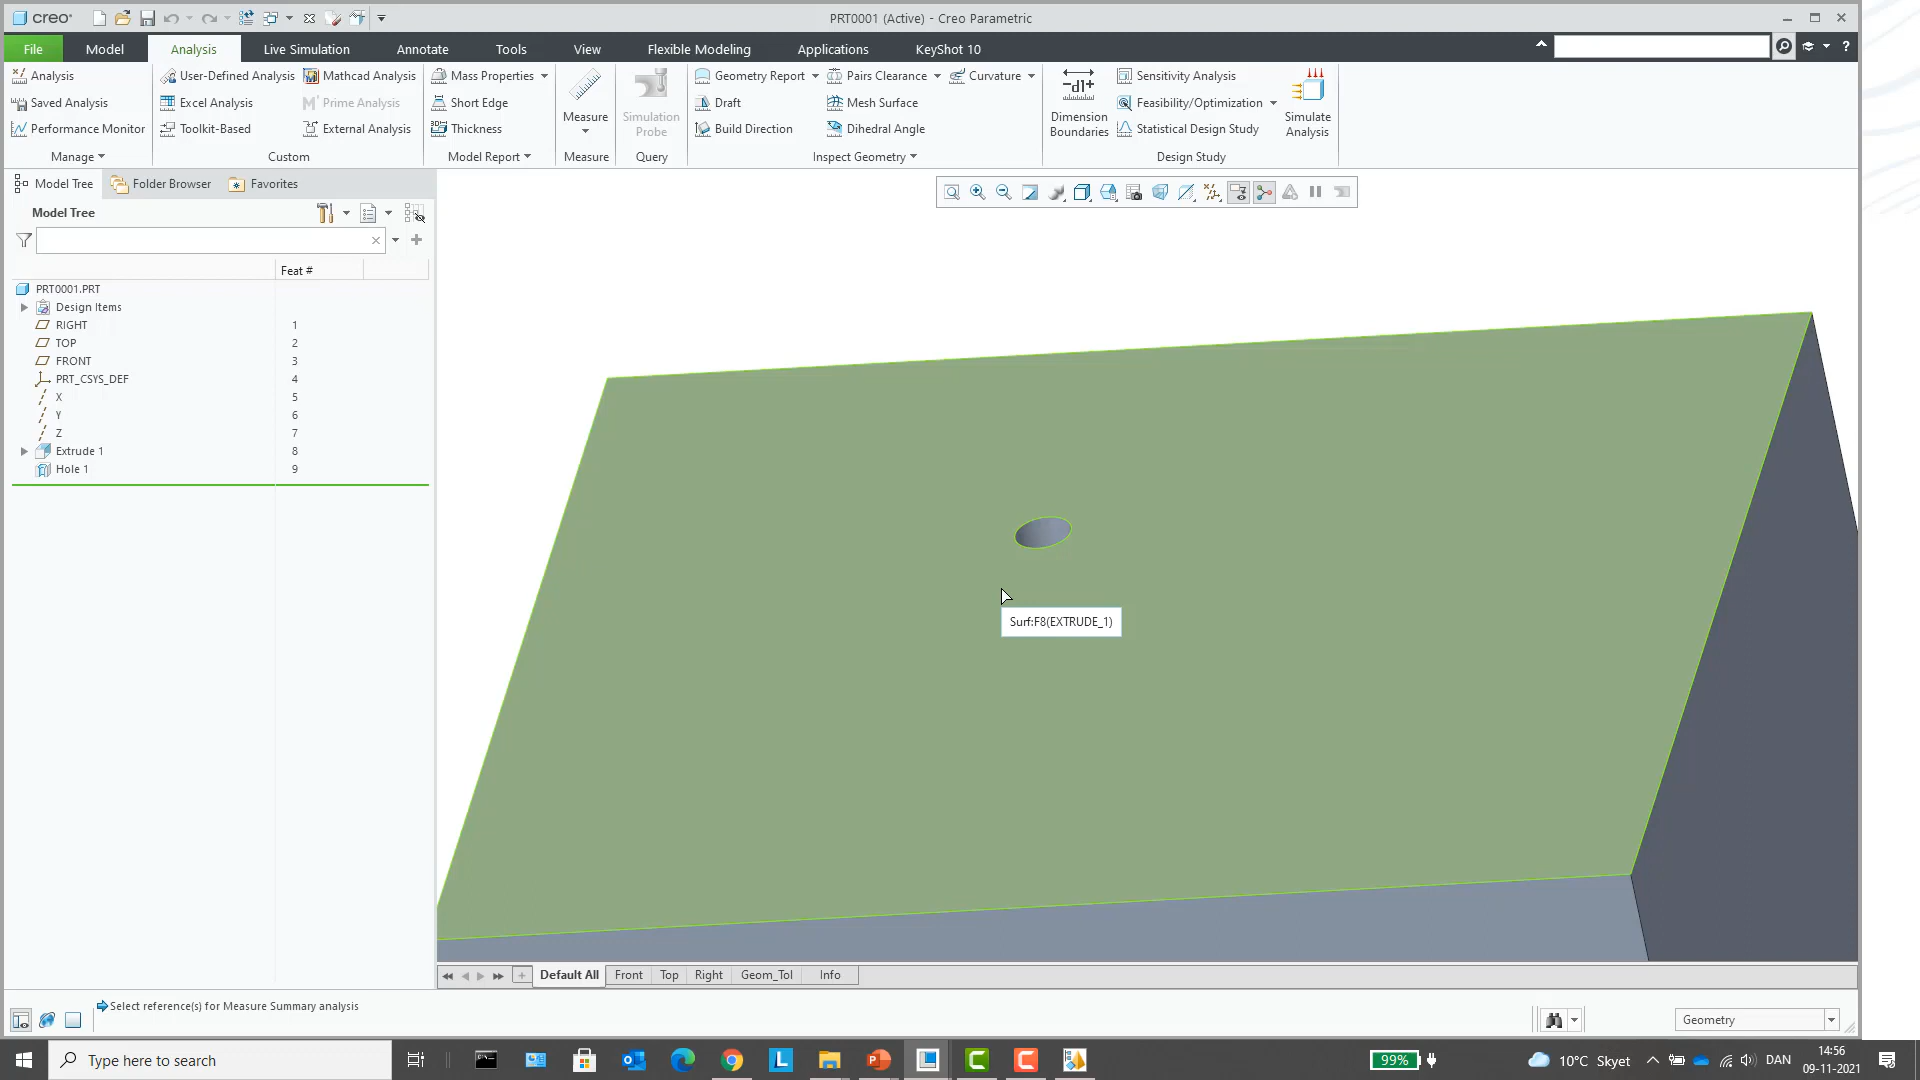 creo°
PRT0001 (Active) - Creo Parametric
File
Model
Analysis
Live Simulation
Annotate
Tools
View
Flexible Modeling
Applications
KeyShot 10
Analysis
Saved Analysis
Performance Monitor
Manage
User-Defined Analysis
Excel Analysis
Toolkit-Based
Mathcad Analysis
Prime Analysis
External Analysis
Custom
Mass Properties
Short Edge
Thickness
Model Report
Measure
Measure
Simulation
Probe
Query
Geometry Report
Draft
Build Direction
Pairs Clearance
Mesh Surface
Dihedral Angle
Curvature
Inspect Geometry
Dimension
Boundaries
Sensitivity Analysis
Feasibility/Optimization
Statistical Design Study
Simulate
Analysis
Design Study
Model Tree
Folder Browser
Favorites
Model Tree
Feat #
PRT0001.PRT
Design Items
RIGHT 1
TOP 2
FRONT 3
PRT_CSYS_DEF 4
X 5
Y 6
Z 7
Extrude 1 8
Hole 1 9
Surf:F8(EXTRUDE_1)
Default All
Front
Top
Right
Geom_Tol
Info
Select reference(s) for Measure Summary analysis
Geometry
Type here to search
99%
10°C Skyet
DAN
14:56
09-11-2021